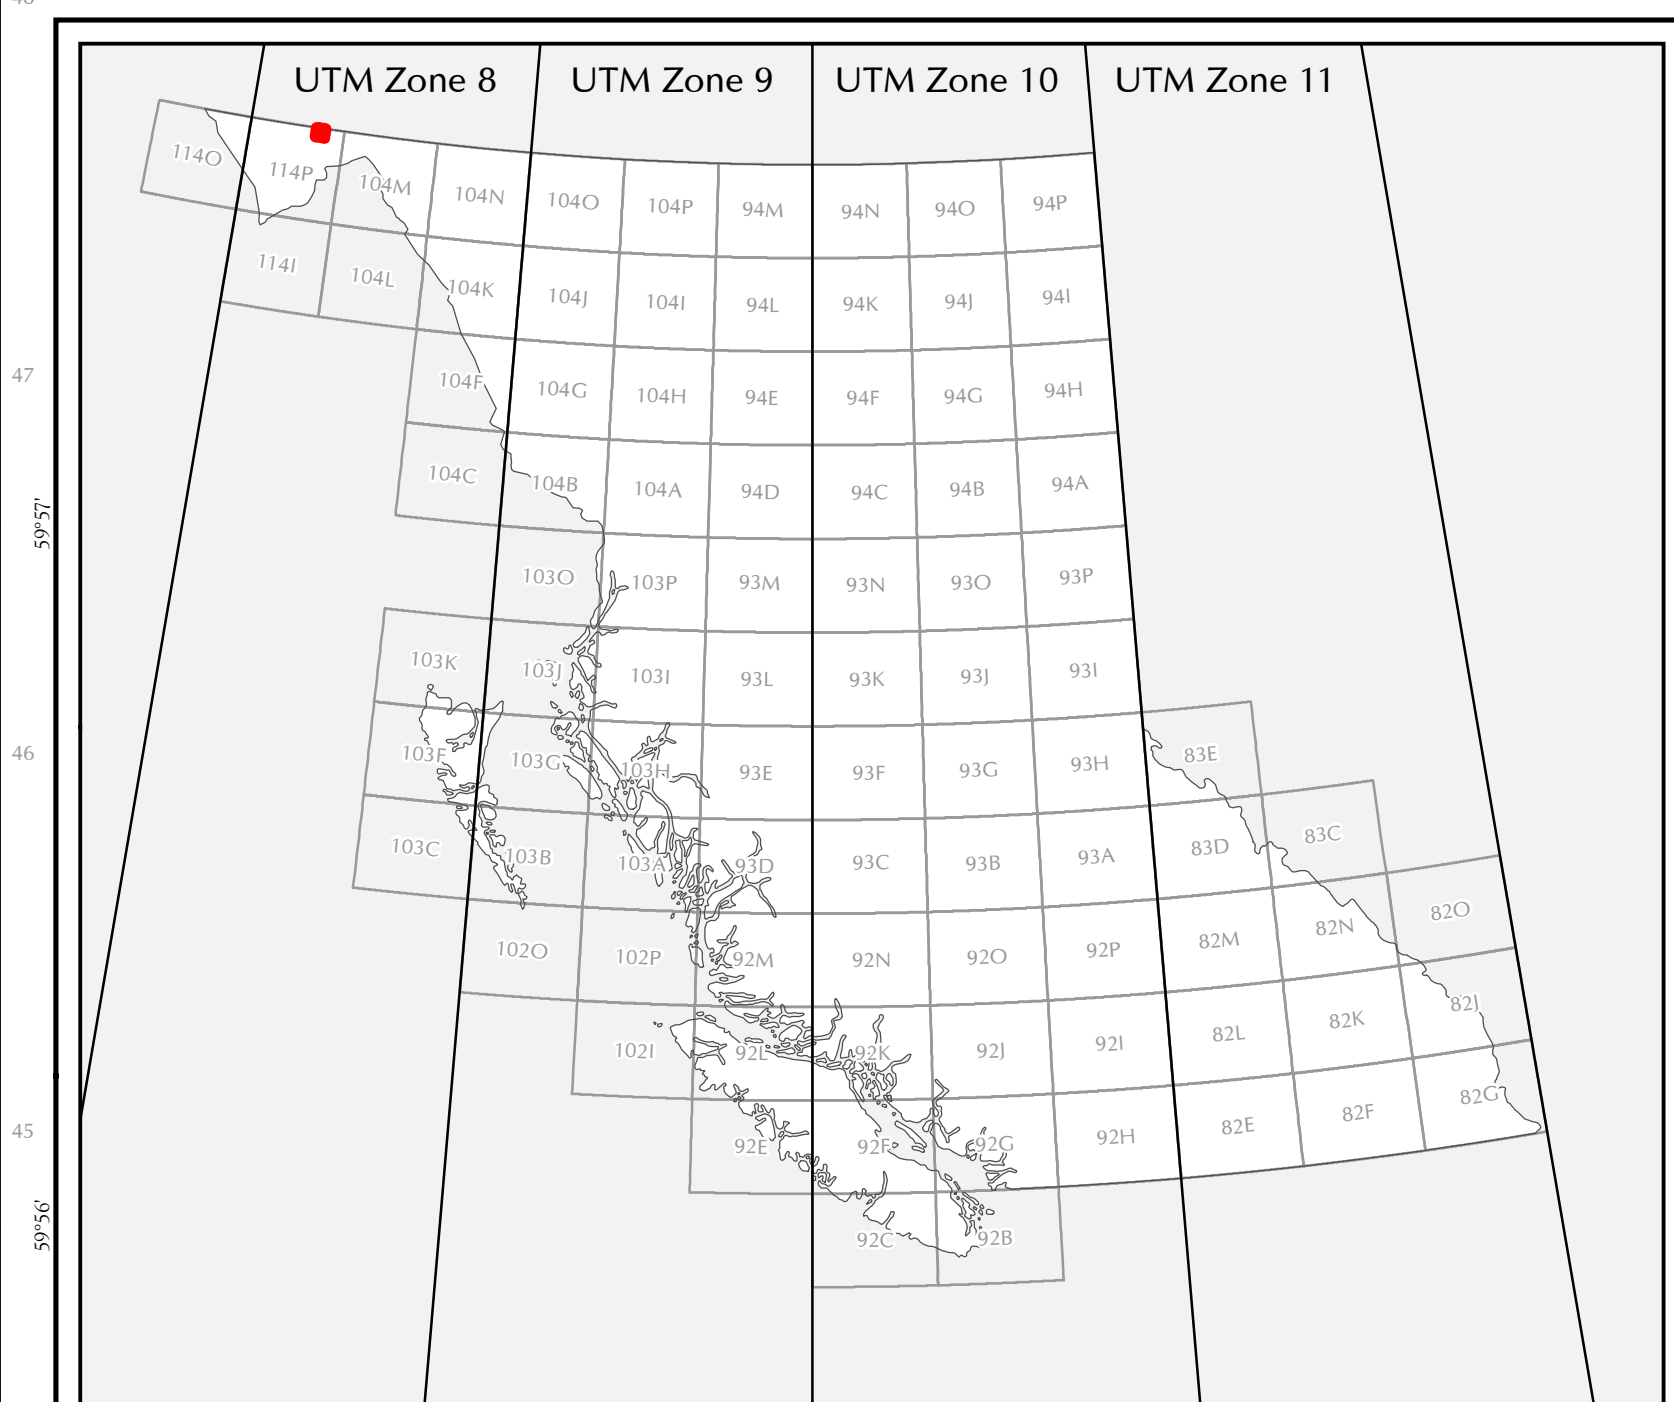 UTM Zone 8 UTM Zone 9 UTM Zone 10 UTM Zone 11
114O 114P 104M 104N 104O 104P 94M 94N 94O 94P
114I 104L 104K 104J 104I 94L 94K 94J 94I
47
104F 104G 104H 94E 94F 94G 94H
104C 104B 104A 94D 94C 94B 94A
59°57'
103O 103P 93M 93N 93O 93P
103K 103J 103I 93L 93K 93J 93I
46
103F 103G 103H 93E 93F 93G 93H 83E
103C 103B 103A 93D 93C 93B 93A 83D 83C
102O 102P 92M 92N 92O 92P 82M 82N 82O
102I 92L 92K 92J 92I 82L 82K 82J
45
92E 92F 92G 92H 82E 82F 82G
59°56'
92C 92B